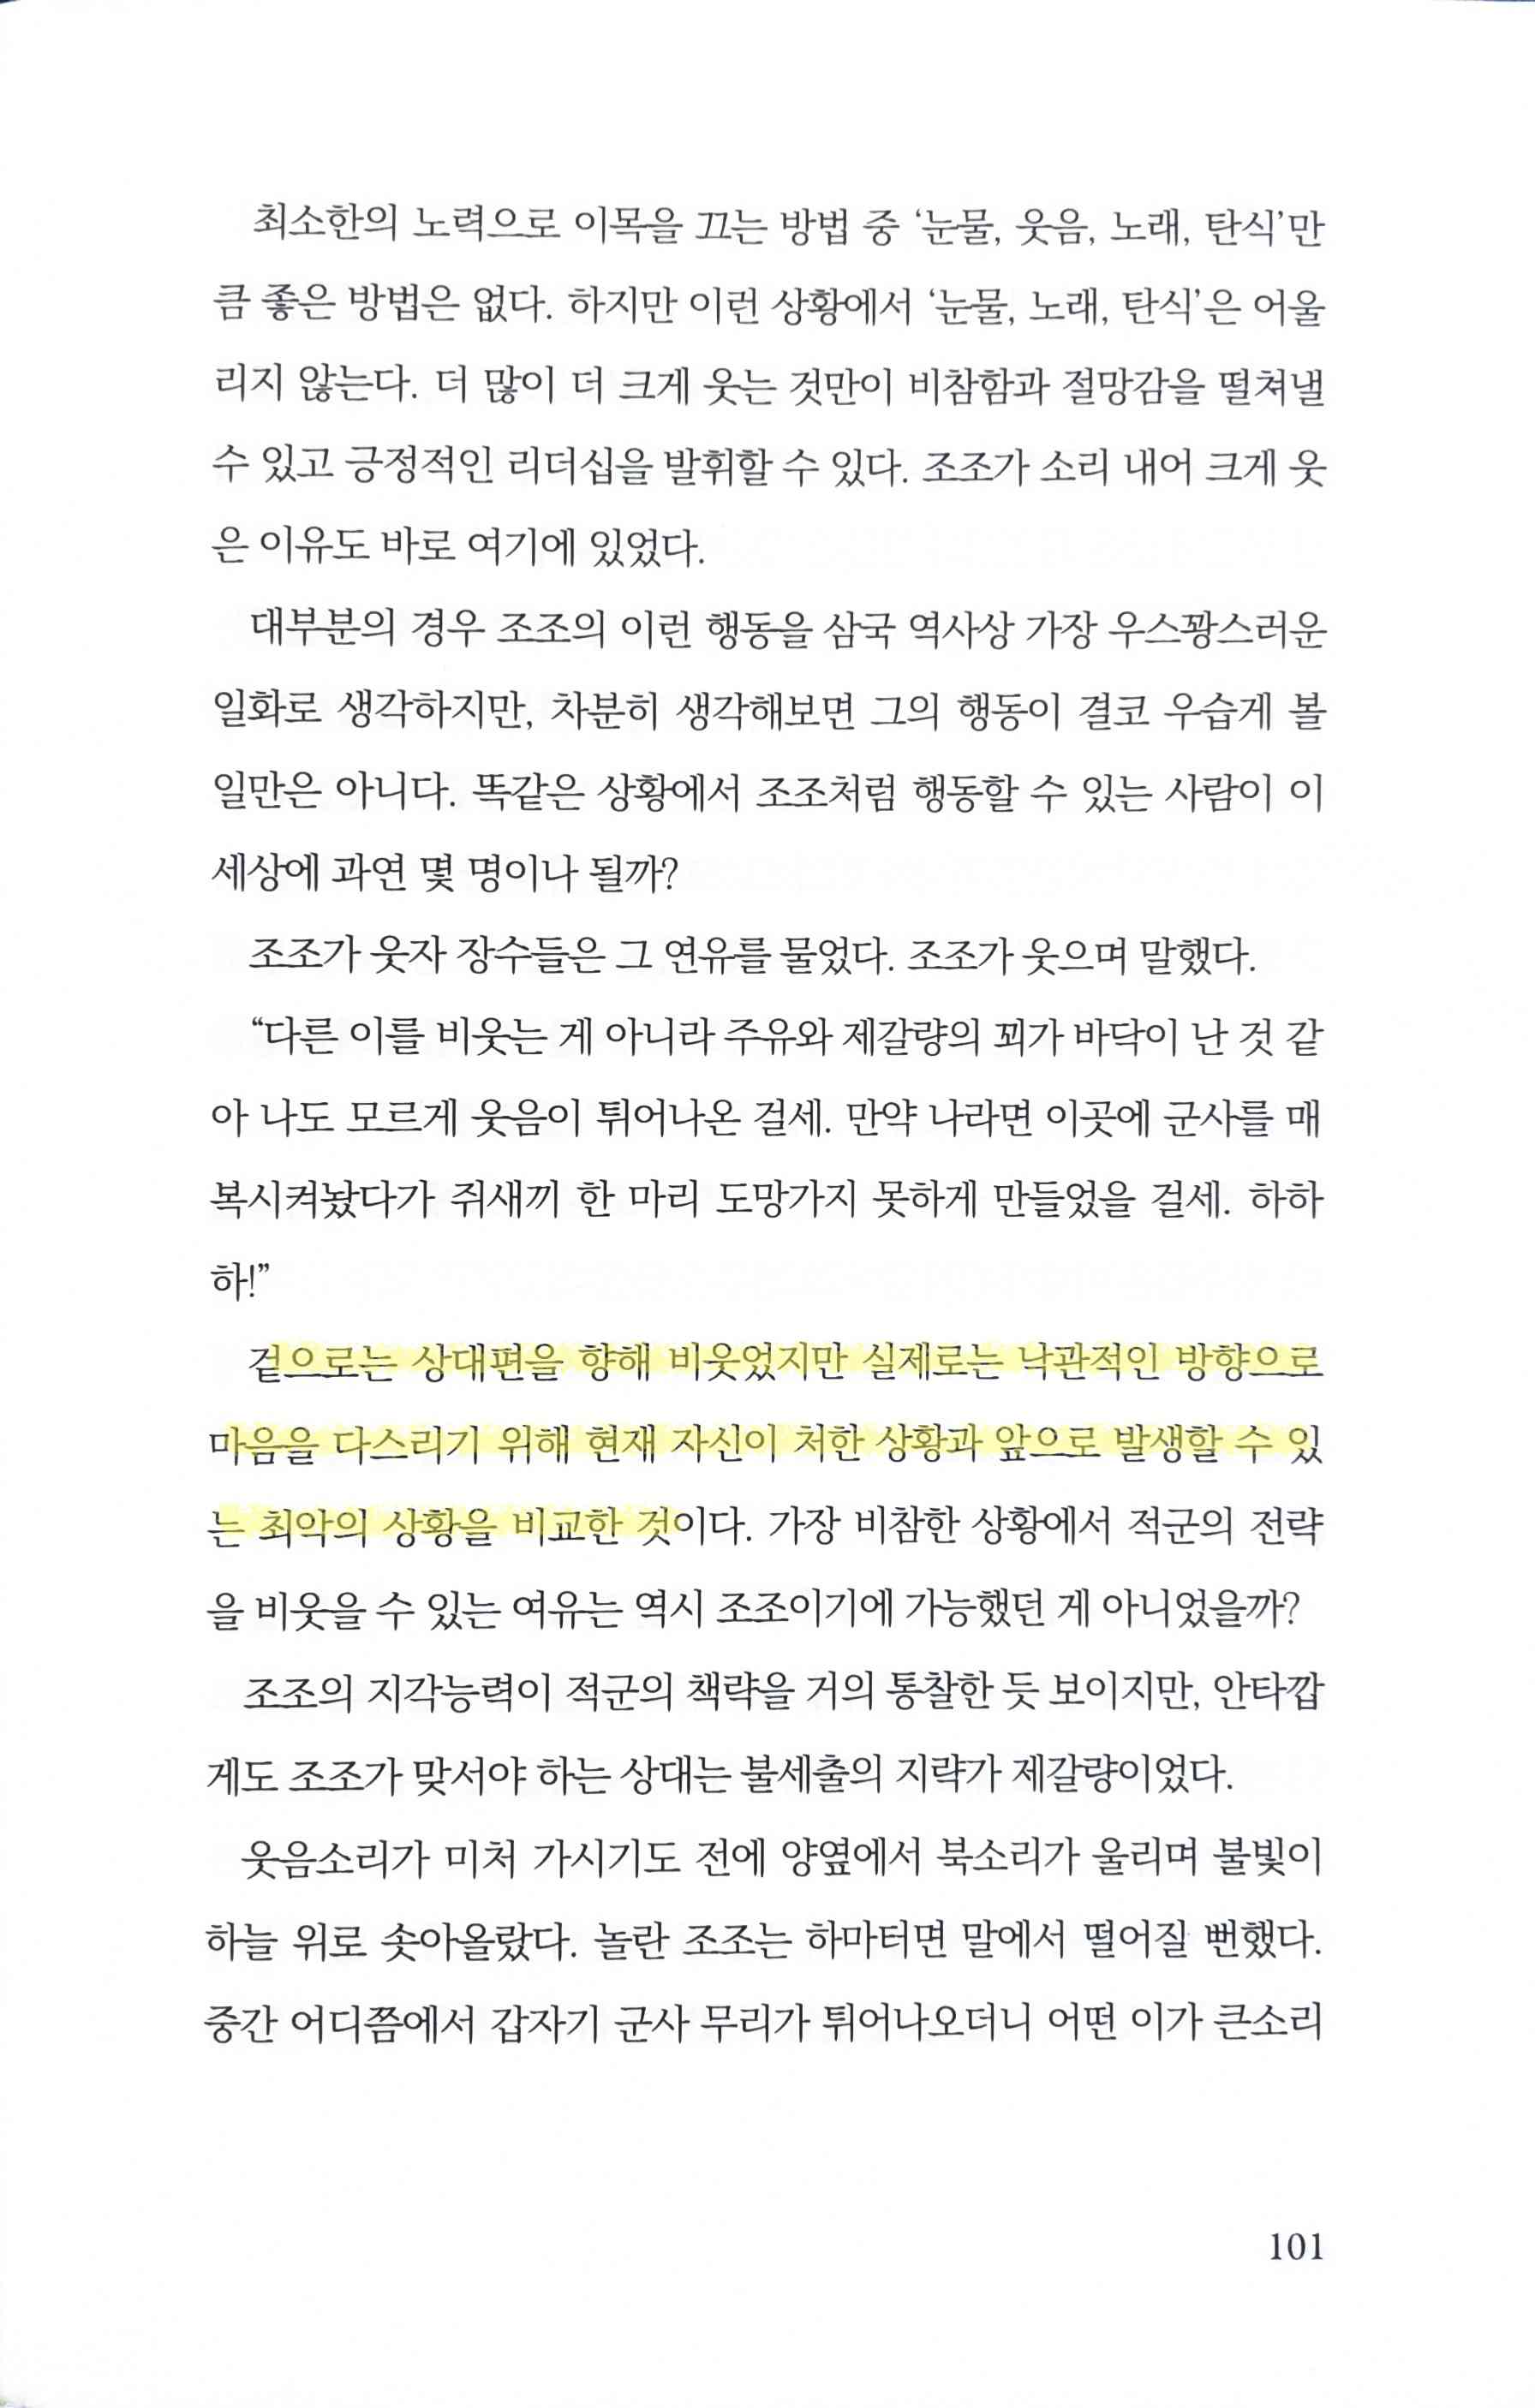 최소한의 노력으로 이목을 끄는 방법 중 ‘눈물, 웃음, 노래, 탄식’만
큼 좋은 방법은 없다. 하지만 이런 상황에서 ‘눈물, 노래, 탄식’은 어울
리지 않는다. 더 많이 더 크게 웃는 것만이 비참함과 절망감을 떨쳐낼
수 있고 긍정적인 리더십을 발휘할 수 있다. 조조가 소리 내어 크게 웃
은 이유도 바로 여기에 있었다.
대부분의 경우 조조의 이런 행동을 삼국 역사상 가장 우스꽝스러운
일화로 생각하지만, 차분히 생각해보면 그의 행동이 결코 우습게 볼
일만은 아니다. 똑같은 상황에서 조조처럼 행동할 수 있는 사람이 이
세상에 과연 몇 명이나 될까?
조조가 웃자 장수들은 그 연유를 물었다. 조조가 웃으며 말했다.
“다른 이를 비웃는 게 아니라 주유와 제갈량의 꾀가 바닥이 난 것 같
아 나도 모르게 웃음이 튀어나온 걸세. 만약 나라면 이곳에 군사를 매
복시켜놨다가 쥐새끼 한 마리 도망가지 못하게 만들었을 걸세. 하하
하!”
겉으로는 상대편을 향해 비웃었지만 실제로는 낙관적인 방향으로
마음을 다스리기 위해 현재 자신이 처한 상황과 앞으로 발생할 수 있
는 최악의 상황을 비교한 것이다. 가장 비참한 상황에서 적군의 전략
을 비웃을 수 있는 여유는 역시 조조이기에 가능했던 게 아니었을까?
조조의 지각능력이 적군의 책략을 거의 통찰한 듯 보이지만, 안타깝
게도 조조가 맞서야 하는 상대는 불세출의 지략가 제갈량이었다.
웃음소리가 미처 가시기도 전에 양옆에서 북소리가 울리며 불빛이
하늘 위로 솟아올랐다. 놀란 조조는 하마터면 말에서 떨어질 뻔했다.
중간 어디쯤에서 갑자기 군사 무리가 튀어나오더니 어떤 이가 큰소리
101